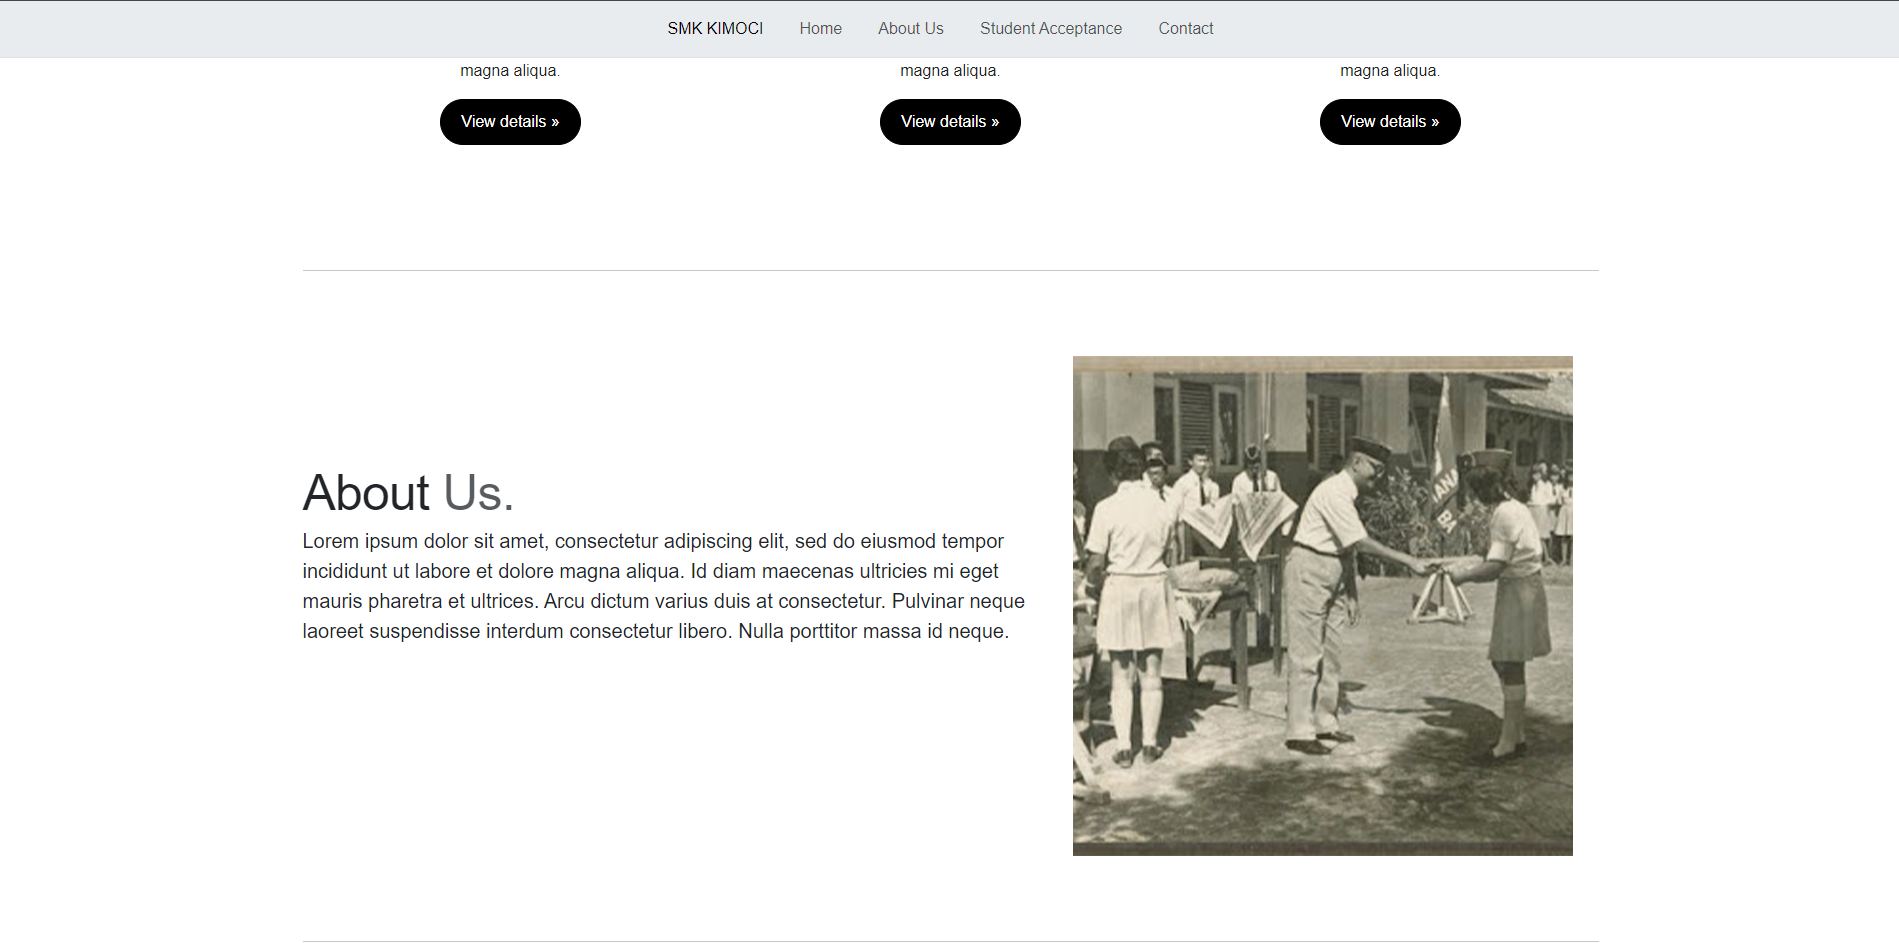 SMK KIMOCI Home About Us Student Acceptance Contact
magna aliqua. magna aliqua. magna aliqua.
View details » View details » View details »
About Us.
Lorem ipsum dolor sit amet, consectetur adipiscing elit, sed do eiusmod tempor
incididunt ut labore et dolore magna aliqua. Id diam maecenas ultricies mi eget
mauris pharetra et ultrices. Arcu dictum varius duis at consectetur. Pulvinar neque
laoreet suspendisse interdum consectetur libero. Nulla porttitor massa id neque.